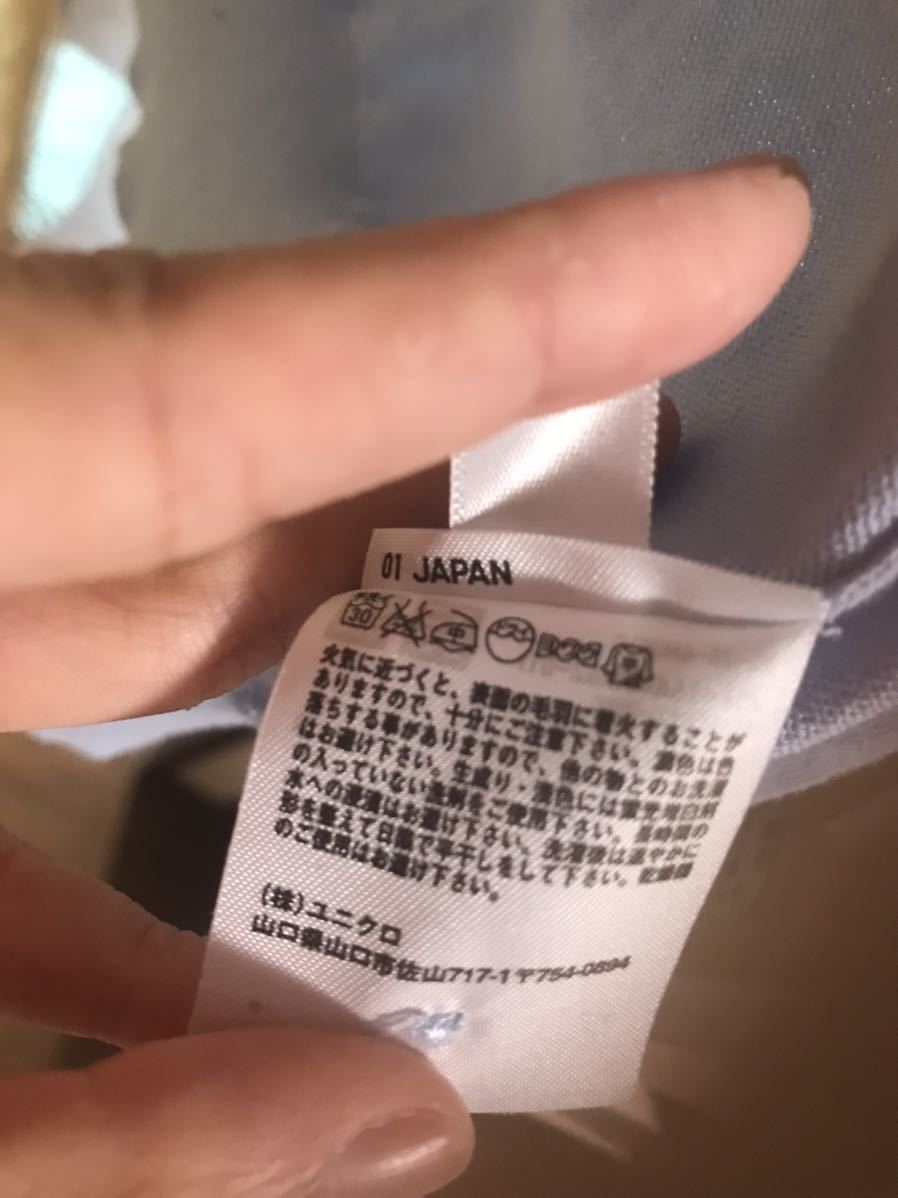 01 JAPAN
30 中
火気に近づくと、表面の毛羽に着火することが
ありますので、十分にご注意下さい。濃色は色
落ちする事がありますので、他の物とのお洗濯
はお避け下さい。生成り・淡色には蛍光増白剤
の入っていない洗剤をご使用下さい。長時間の
水への浸漬はお避け下さい。洗濯後は速やかに
形を整えて日陰で平干しをして下さい。乾燥機
のご使用はお避け下さい。
(株)ユニクロ
山口県山口市佐山717-1 〒754-0894